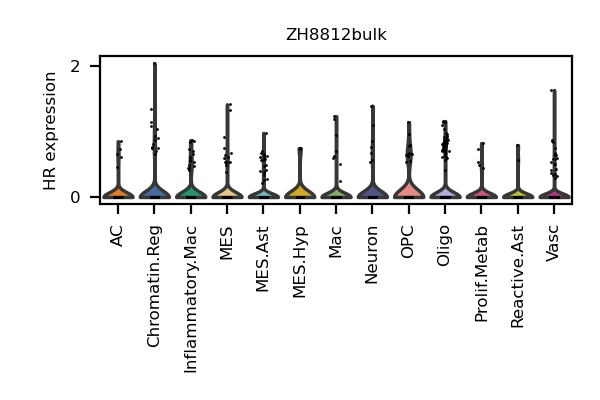 ZH8812bulk
HR expression
2
0
AC
Chromatin.Reg
Inflammatory.Mac
MES
MES.Ast
MES.Hyp
Mac
Neuron
OPC
Oligo
Prolif.Metab
Reactive.Ast
Vasc